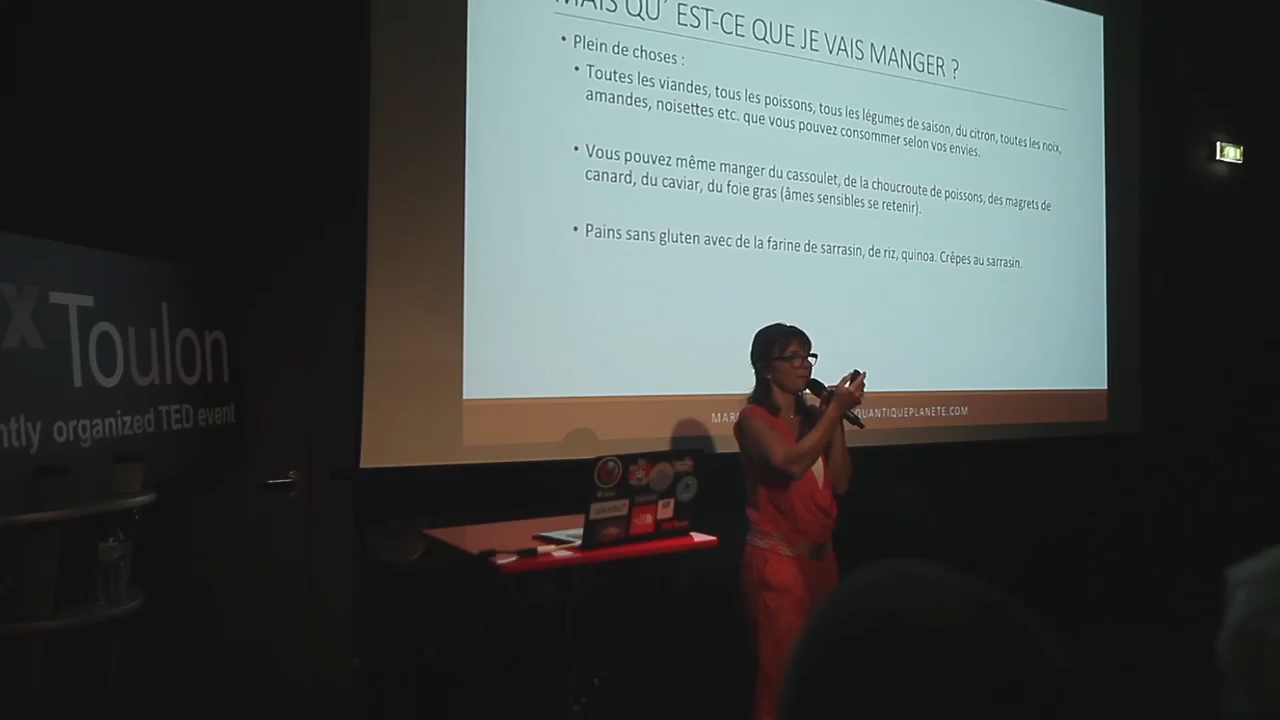 MAIS QU' EST-CE QUE JE VAIS MANGER ?
• Plein de choses :
• Toutes les viandes, tous les poissons, tous les légumes de saison, du citron, toutes les noix,
amandes, noisettes etc. que vous pouvez consommer selon vos envies.
• Vous pouvez même manger du cassoulet, de la choucroute de poissons, des magrets de
canard, du caviar, du foie gras (âmes sensibles se retenir).
• Pains sans gluten avec de la farine de sarrasin, de riz, quinoa. Crêpes au sarrasin.
MAR QUANTIQUEPLANETE.COM
x Toulon
ntly organized TED event